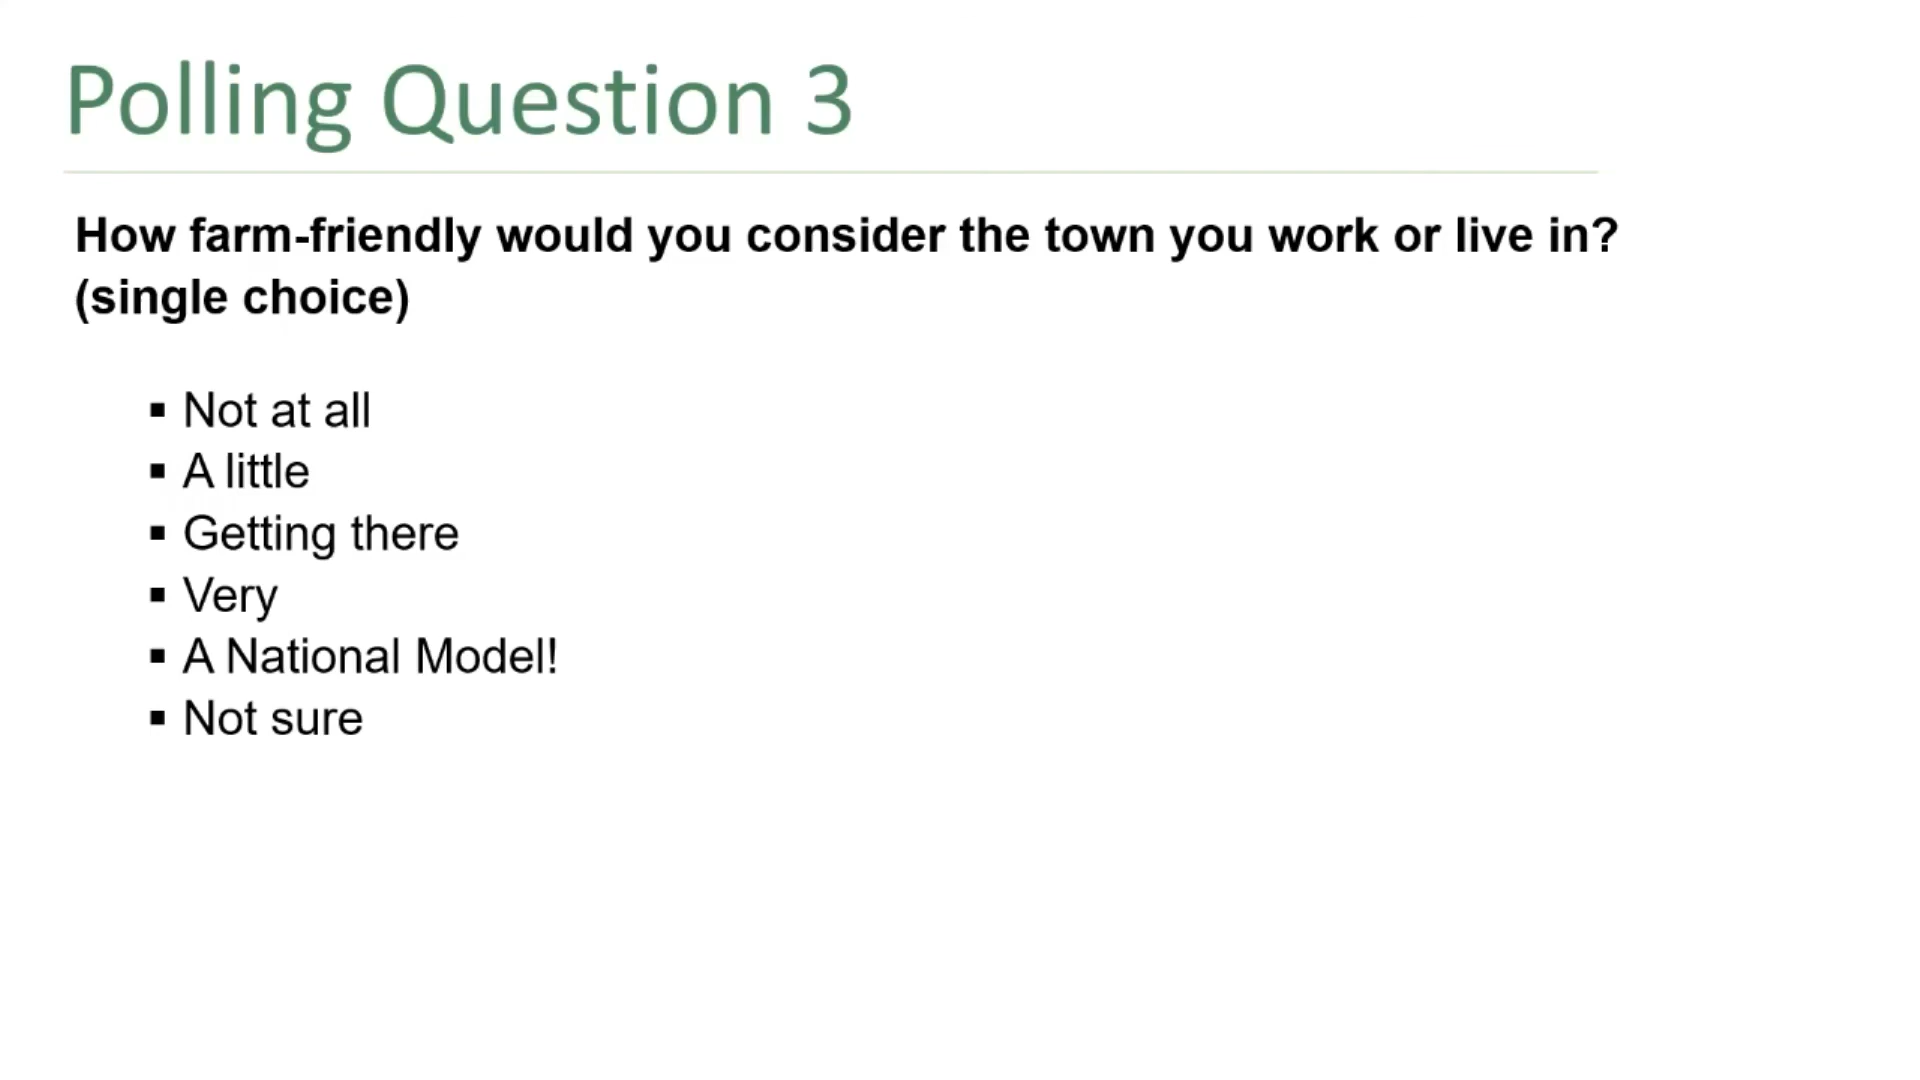 Polling Question 3
How farm-friendly would you consider the town you work or live in?
(single choice)
▪ Not at all
▪ A little
▪ Getting there
▪ Very
▪ A National Model!
▪ Not sure